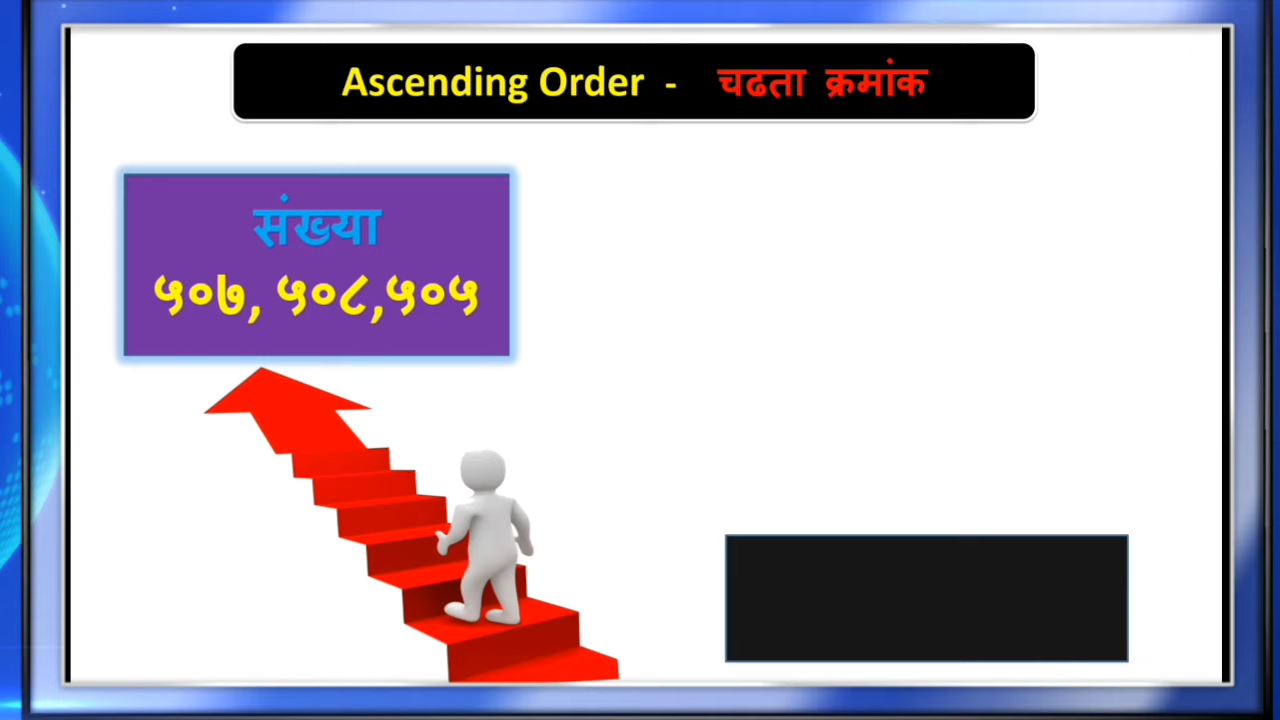 Ascending Order - चढता क्रमांक
संख्या
५०७, ५०८,५०५